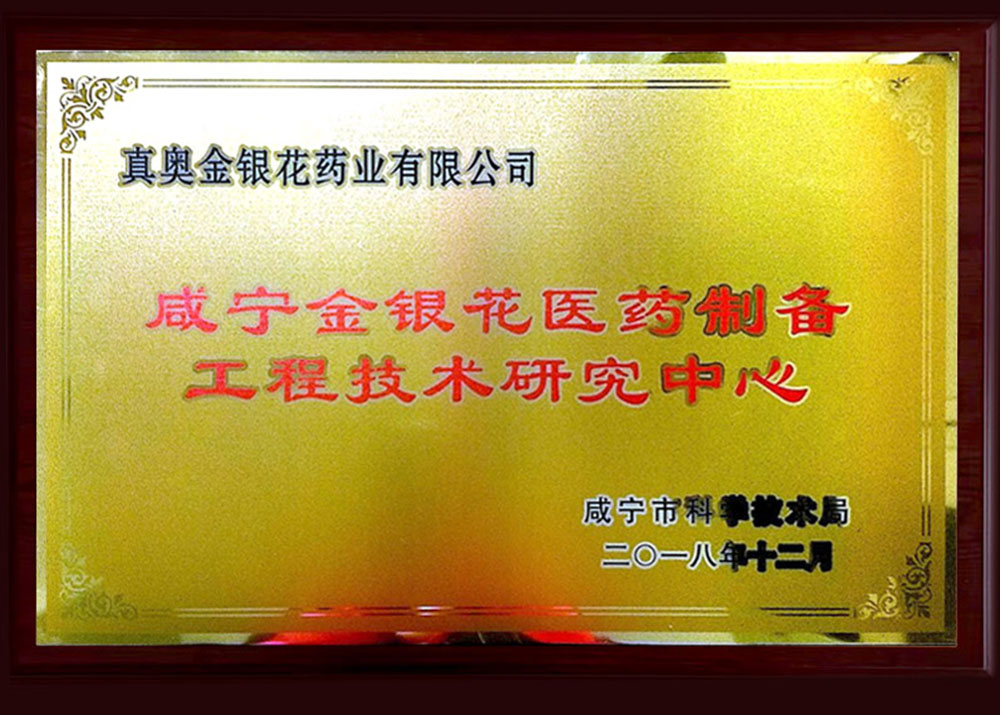 真奥金银花药业有限公司
咸宁金银花医药制备
工程技术研究中心
咸宁市科学技术局
二〇一八年十二月